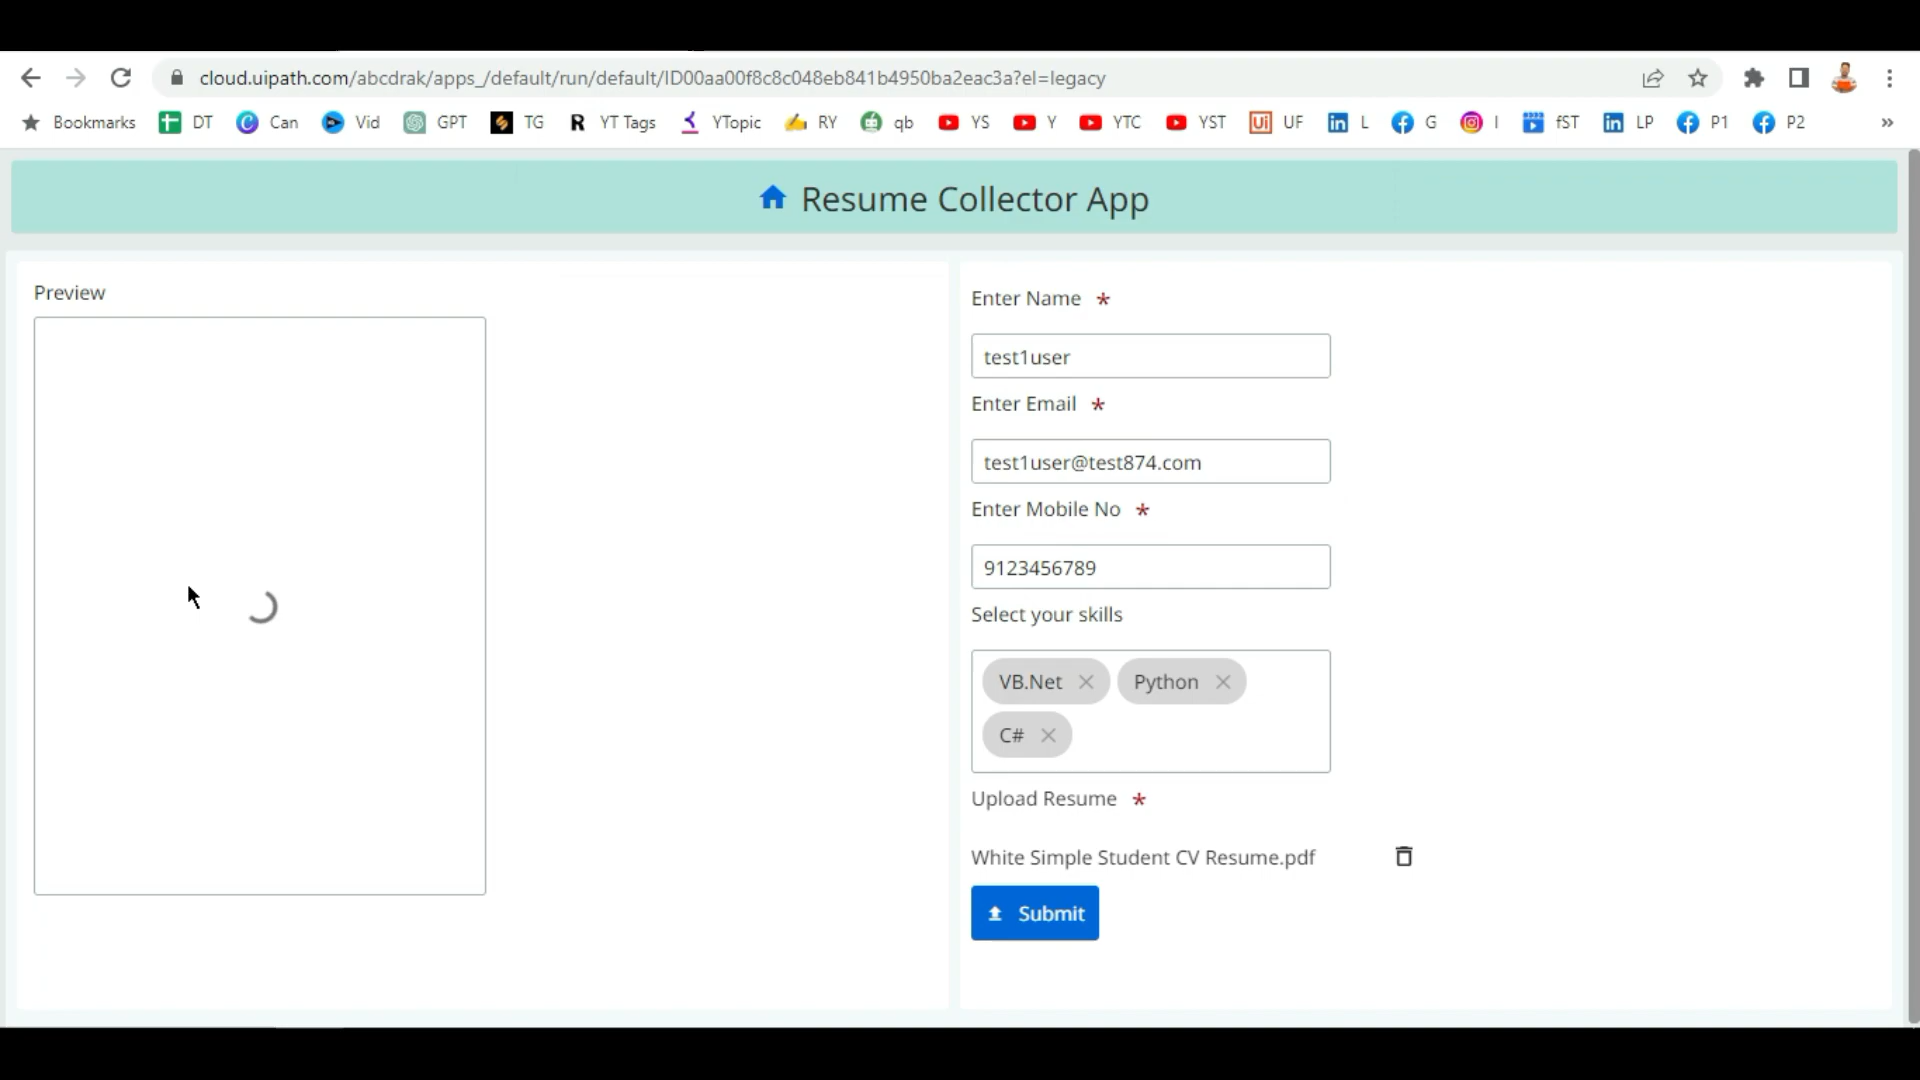 cloud.uipath.com/abcdrak/apps_/default/run/default/ID00aa00f8c8c048eb841b4950ba2eac3a?el=legacy
Bookmarks DT Can Vid GPT TG R YT Tags YTopic RY qb YS Y YTC YST Ui UF in L G I fST in LP P1 P2 »
Resume Collector App
Preview
Enter Name *
test1user
Enter Email *
test1user@test874.com
Enter Mobile No *
9123456789
Select your skills
VB.Net Python
C#
Upload Resume *
White Simple Student CV Resume.pdf
Submit